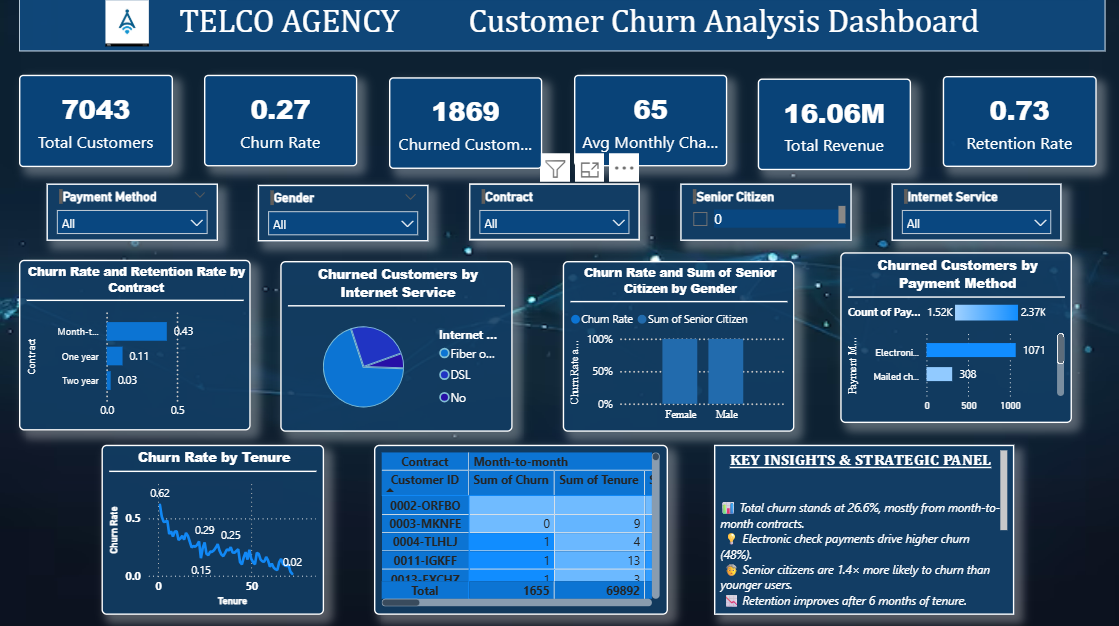 TELCO AGENCY Customer Churn Analysis Dashboard
7043
Total Customers
0.27
Churn Rate
1869
Churned Custom...
65
Avg Monthly Cha...
16.06M
Total Revenue
0.73
Retention Rate
Payment Method
All
Gender
All
Contract
All
Senior Citizen
0
Internet Service
All
Churn Rate and Retention Rate by
Contract
Contract
Month-t...
0.43
One year
0.11
Two year
0.03
0.0
0.5
Churned Customers by
Internet Service
Internet ...
Fiber o...
DSL
No
Churn Rate and Sum of Senior
Citizen by Gender
Churn Rate
Sum of Senior Citizen
Churn Rate a...
100%
50%
0%
Female
Male
Churned Customers by
Payment Method
Count of Pay...
1.52K
2.37K
Payment M...
Electroni...
1071
Mailed ch...
308
0
500
1000
Churn Rate by Tenure
Churn Rate
0.62
0.5
0.29
0.25
0.15
0.02
0.0
0
50
Tenure
Contract Month-to-month
Customer ID Sum of Churn Sum of Tenure
0002-ORFBO
0003-MKNFE 0 9
0004-TLHLJ 1 4
0011-IGKFF 1 13
0013-EXCHZ 1 3
Total 1655 69892
KEY INSIGHTS & STRATEGIC PANEL
📊 Total churn stands at 26.6%, mostly from month-to-
month contracts.
💡 Electronic check payments drive higher churn
(48%).
Senior citizens are 1.4× more likely to churn than
younger users.
📉 Retention improves after 6 months of tenure.